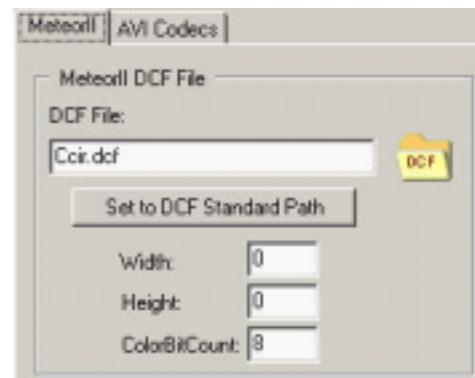 MeteorII AVI Codecs
MeteorII DCF File
DCF File:
Ccir.dcf
DCF
Set to DCF Standard Path
Width: 0
Height: 0
ColorBitCount: 8